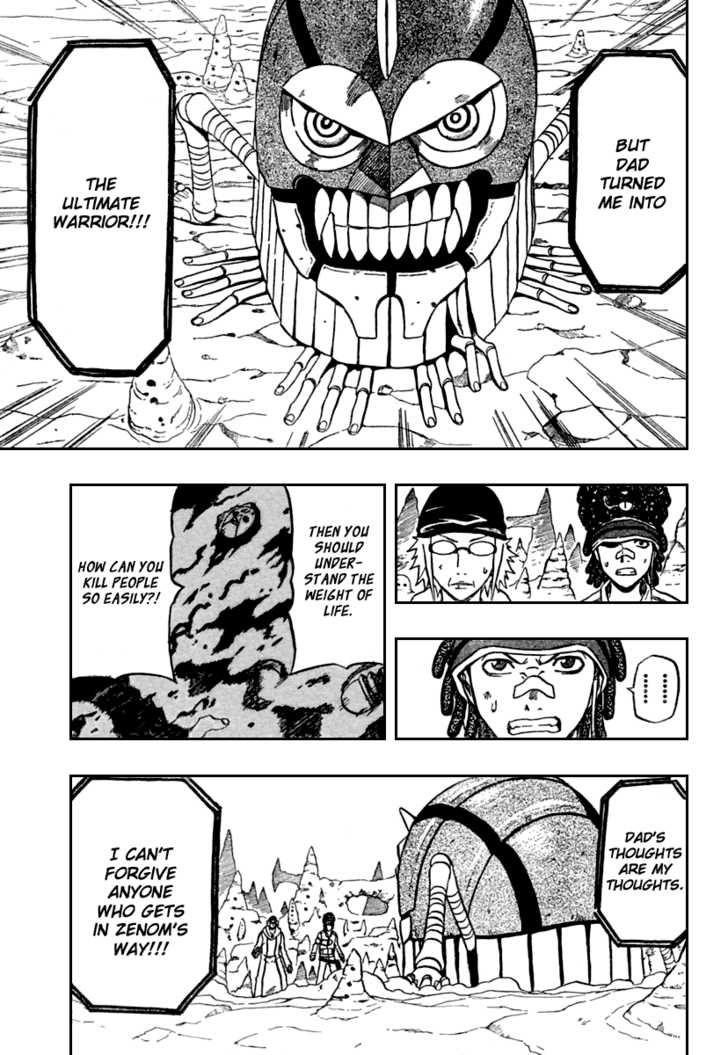 BUT
DAD
TURNED
ME INTO
THE
ULTIMATE
WARRIOR!!!
THEN YOU
SHOULD
UNDER-
STAND THE
WEIGHT OF
LIFE.
HOW CAN YOU
KILL PEOPLE
SO EASILY?!
DAD'S
THOUGHTS
ARE MY
THOUGHTS.
I CAN'T
FORGIVE
ANYONE
WHO GETS
IN ZENOM'S
WAY!!!